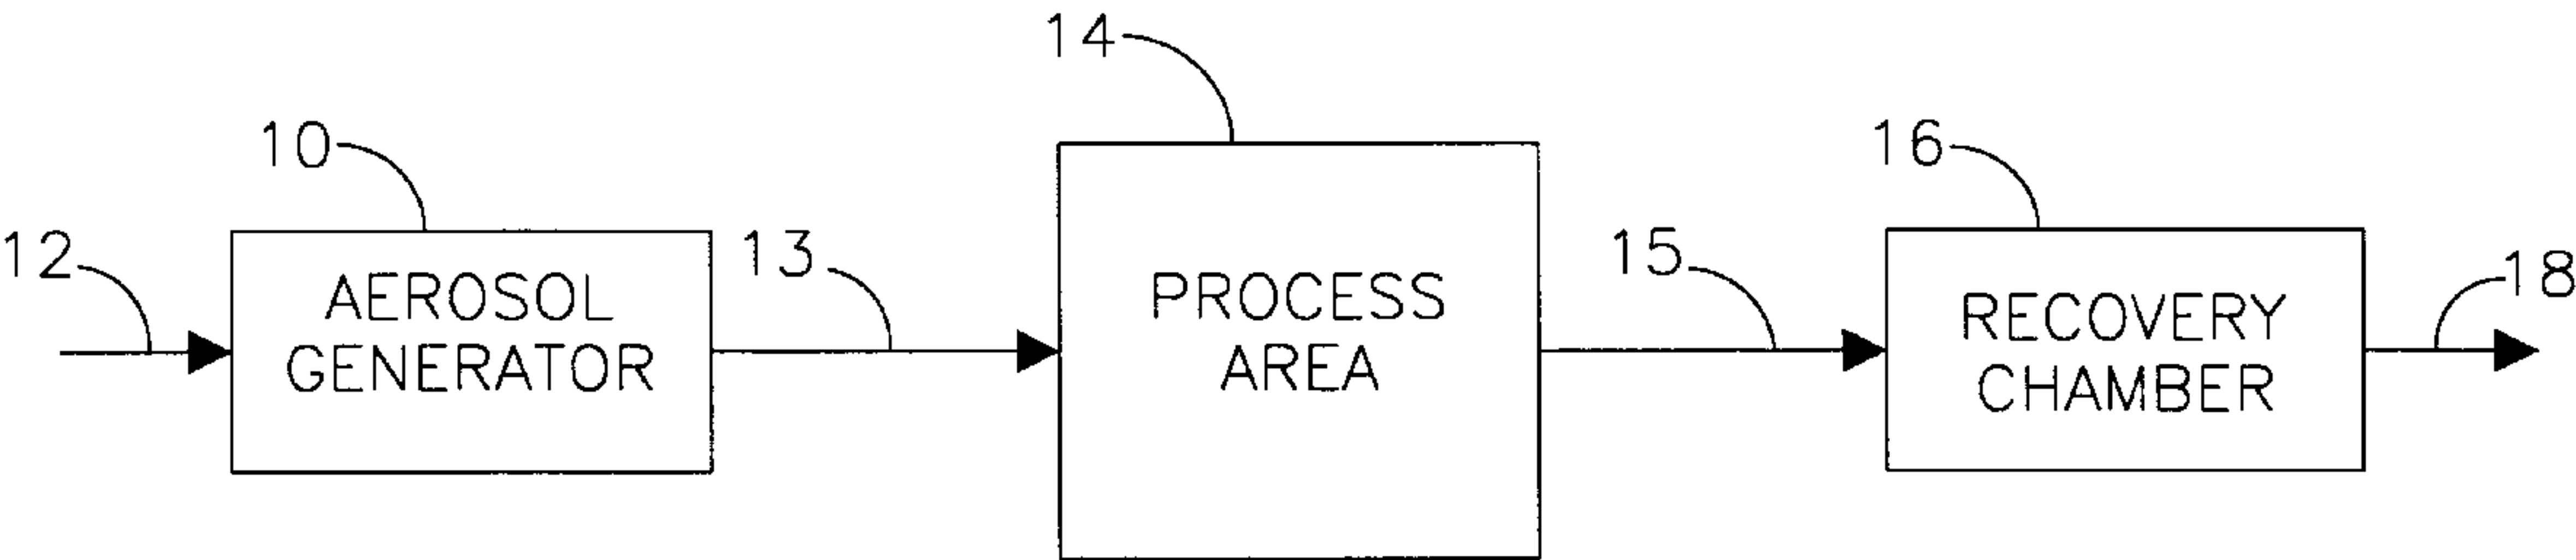 14
10
16
12
13
15
18
AEROSOL
GENERATOR
PROCESS
AREA
RECOVERY
CHAMBER